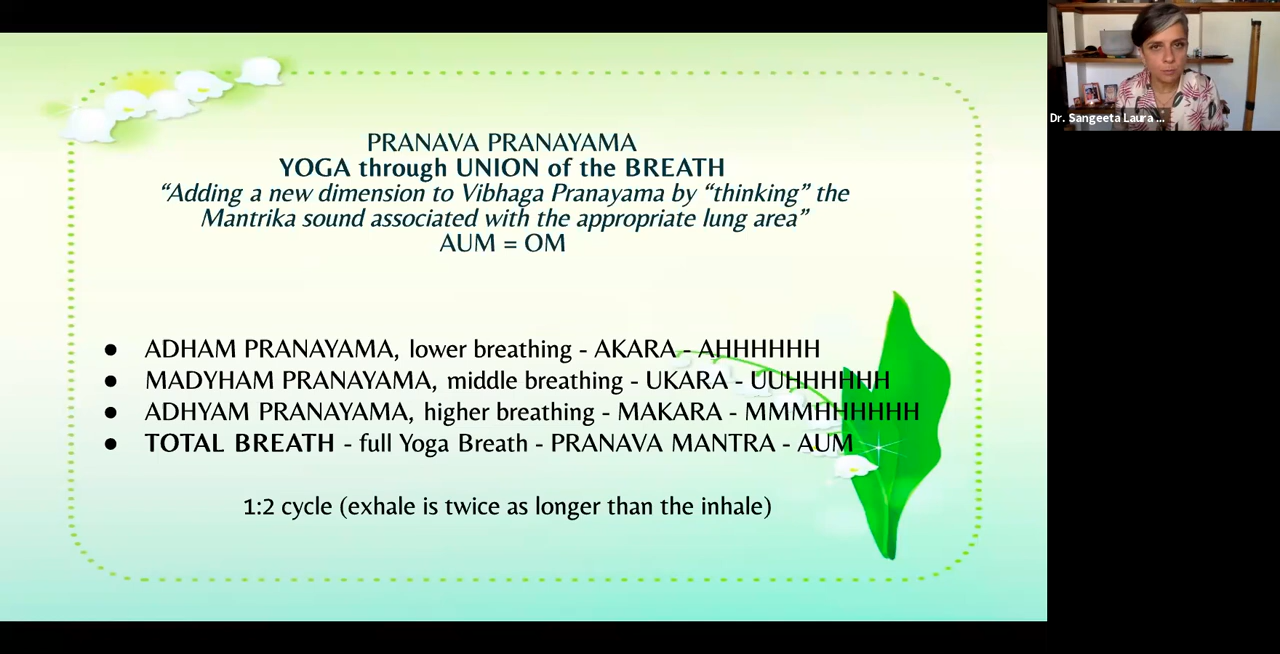 PRANAVA PRANAYAMA
YOGA through UNION of the BREATH
“Adding a new dimension to Vibhaga Pranayama by “thinking” the
Mantrika sound associated with the appropriate lung area”
AUM = OM
● ADHAM PRANAYAMA, lower breathing - AKARA - AHHHHHH
● MADYHAM PRANAYAMA, middle breathing - UKARA - UUHHHHHH
● ADHYAM PRANAYAMA, higher breathing - MAKARA - MMMHHHHHH
● TOTAL BREATH - full Yoga Breath - PRANAVA MANTRA - AUM
1:2 cycle (exhale is twice as longer than the inhale)
Dr. Sangeeta Laura ...